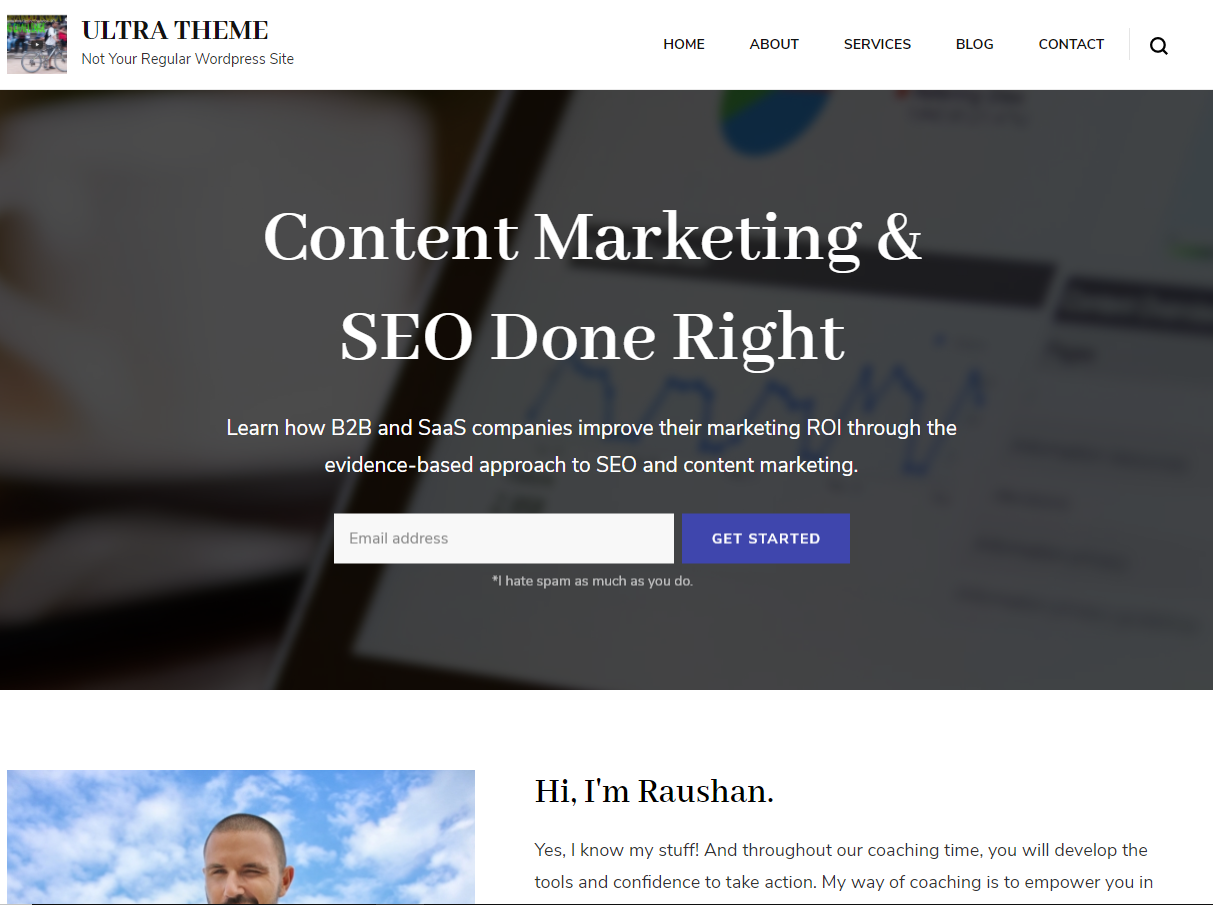 ULTRA THEME
Not Your Regular Wordpress Site
HOME ABOUT SERVICES BLOG CONTACT
Content Marketing &
SEO Done Right
Learn how B2B and SaaS companies improve their marketing ROI through the
evidence-based approach to SEO and content marketing.
Email address GET STARTED
*I hate spam as much as you do.
Hi, I'm Raushan.
Yes, I know my stuff! And throughout our coaching time, you will develop the
tools and confidence to take action. My way of coaching is to empower you in